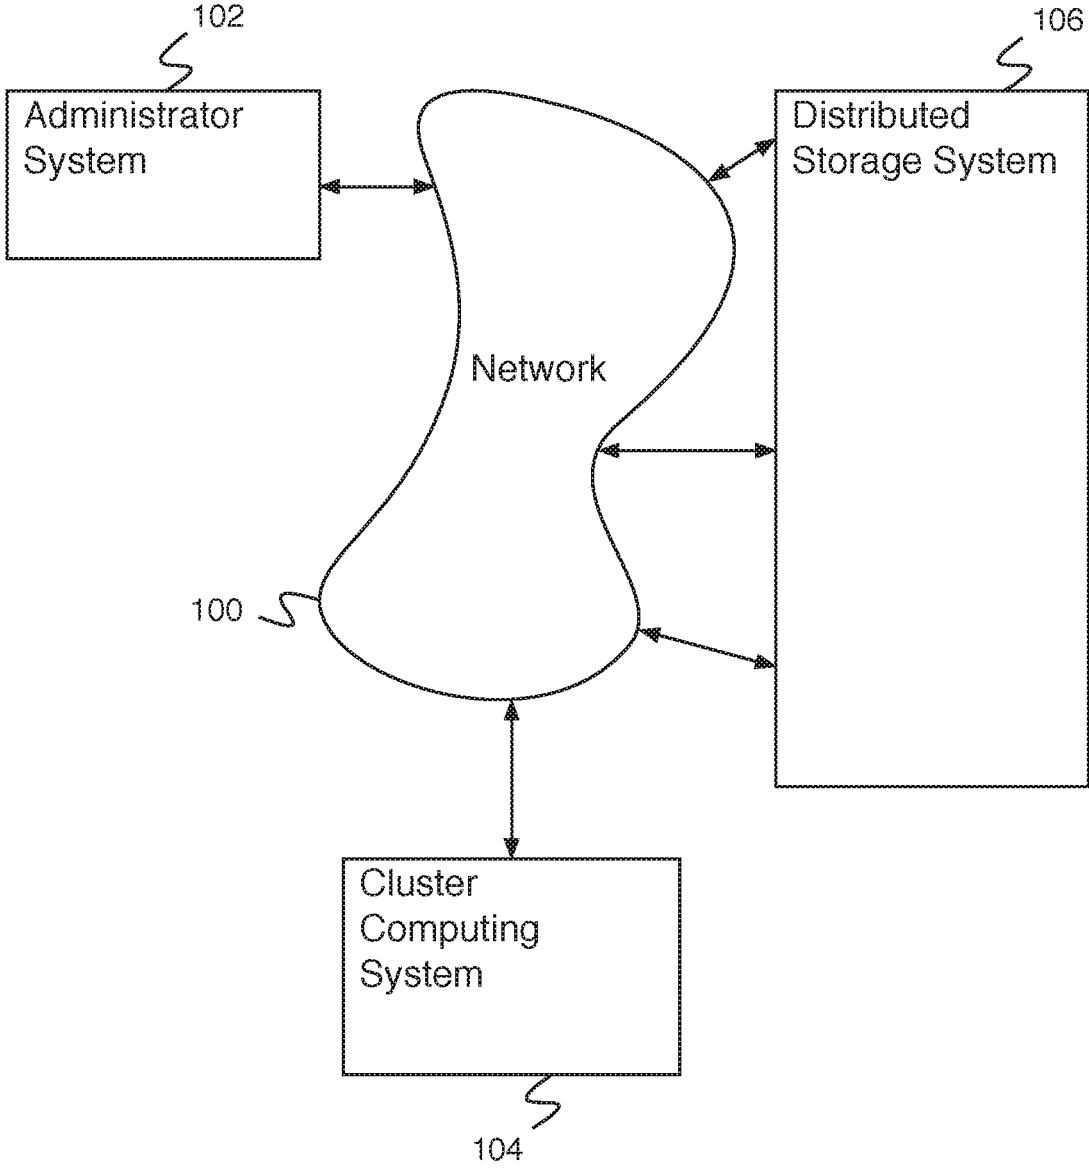 102
106
Administrator
System
Distributed
Storage System
Network
100
Cluster
Computing
System
104